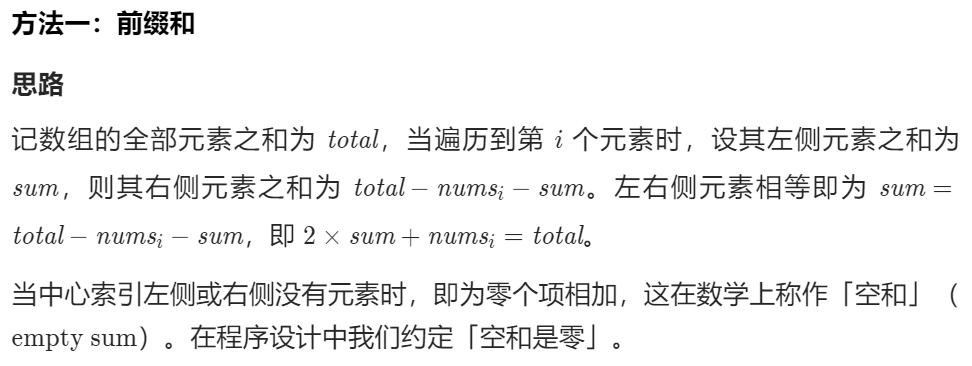 方法一：前缀和
思路
记数组的全部元素之和为 total，当遍历到第 i 个元素时，设其左侧元素之和为
sum，则其右侧元素之和为 total − numsᵢ − sum。左右侧元素相等即为 sum =
total − numsᵢ − sum，即 2 × sum + numsᵢ = total。
当中心索引左侧或右侧没有元素时，即为零个项相加，这在数学上称作「空和」（
empty sum）。在程序设计中我们约定「空和是零」。